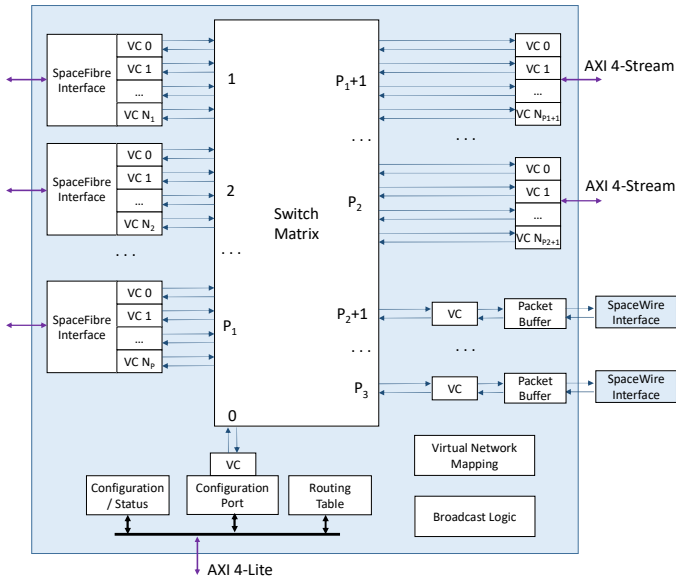 VC 0
SpaceFibre
Interface
VC 1
...
VC N1
1
VC 0
SpaceFibre
Interface
VC 1
...
VC N2
2
...
...
VC 0
SpaceFibre
Interface
VC 1
...
VC NP
P1
0
Switch
Matrix
P1+1
VC 0
VC 1
...
VC NP1+1
AXI 4-Stream
...
...
P2
VC 0
VC 1
...
VC NP2+1
AXI 4-Stream
P2+1
VC
Packet
Buffer
SpaceWire
Interface
...
...
P3
VC
Packet
Buffer
SpaceWire
Interface
VC
Configuration
/ Status
Configuration
Port
Routing
Table
Virtual Network
Mapping
Broadcast Logic
AXI 4-Lite